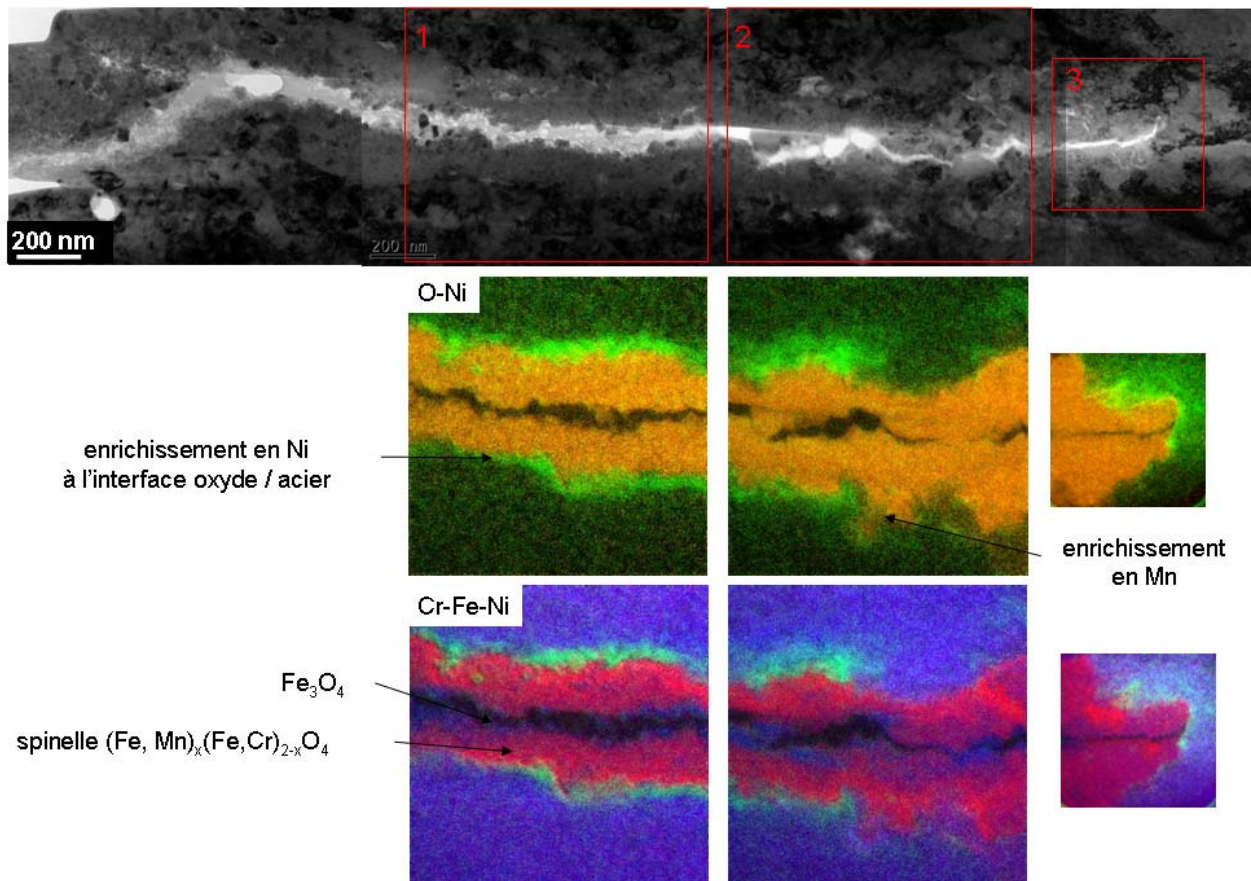 1
2
3
200 nm
200 nm
O-Ni
enrichissement en Ni
à l'interface oxyde / acier
enrichissement
en Mn
Cr-Fe-Ni
Fe₃O₄
spinelle (Fe, Mn)ₓ(Fe,Cr)₂₋ₓO₄